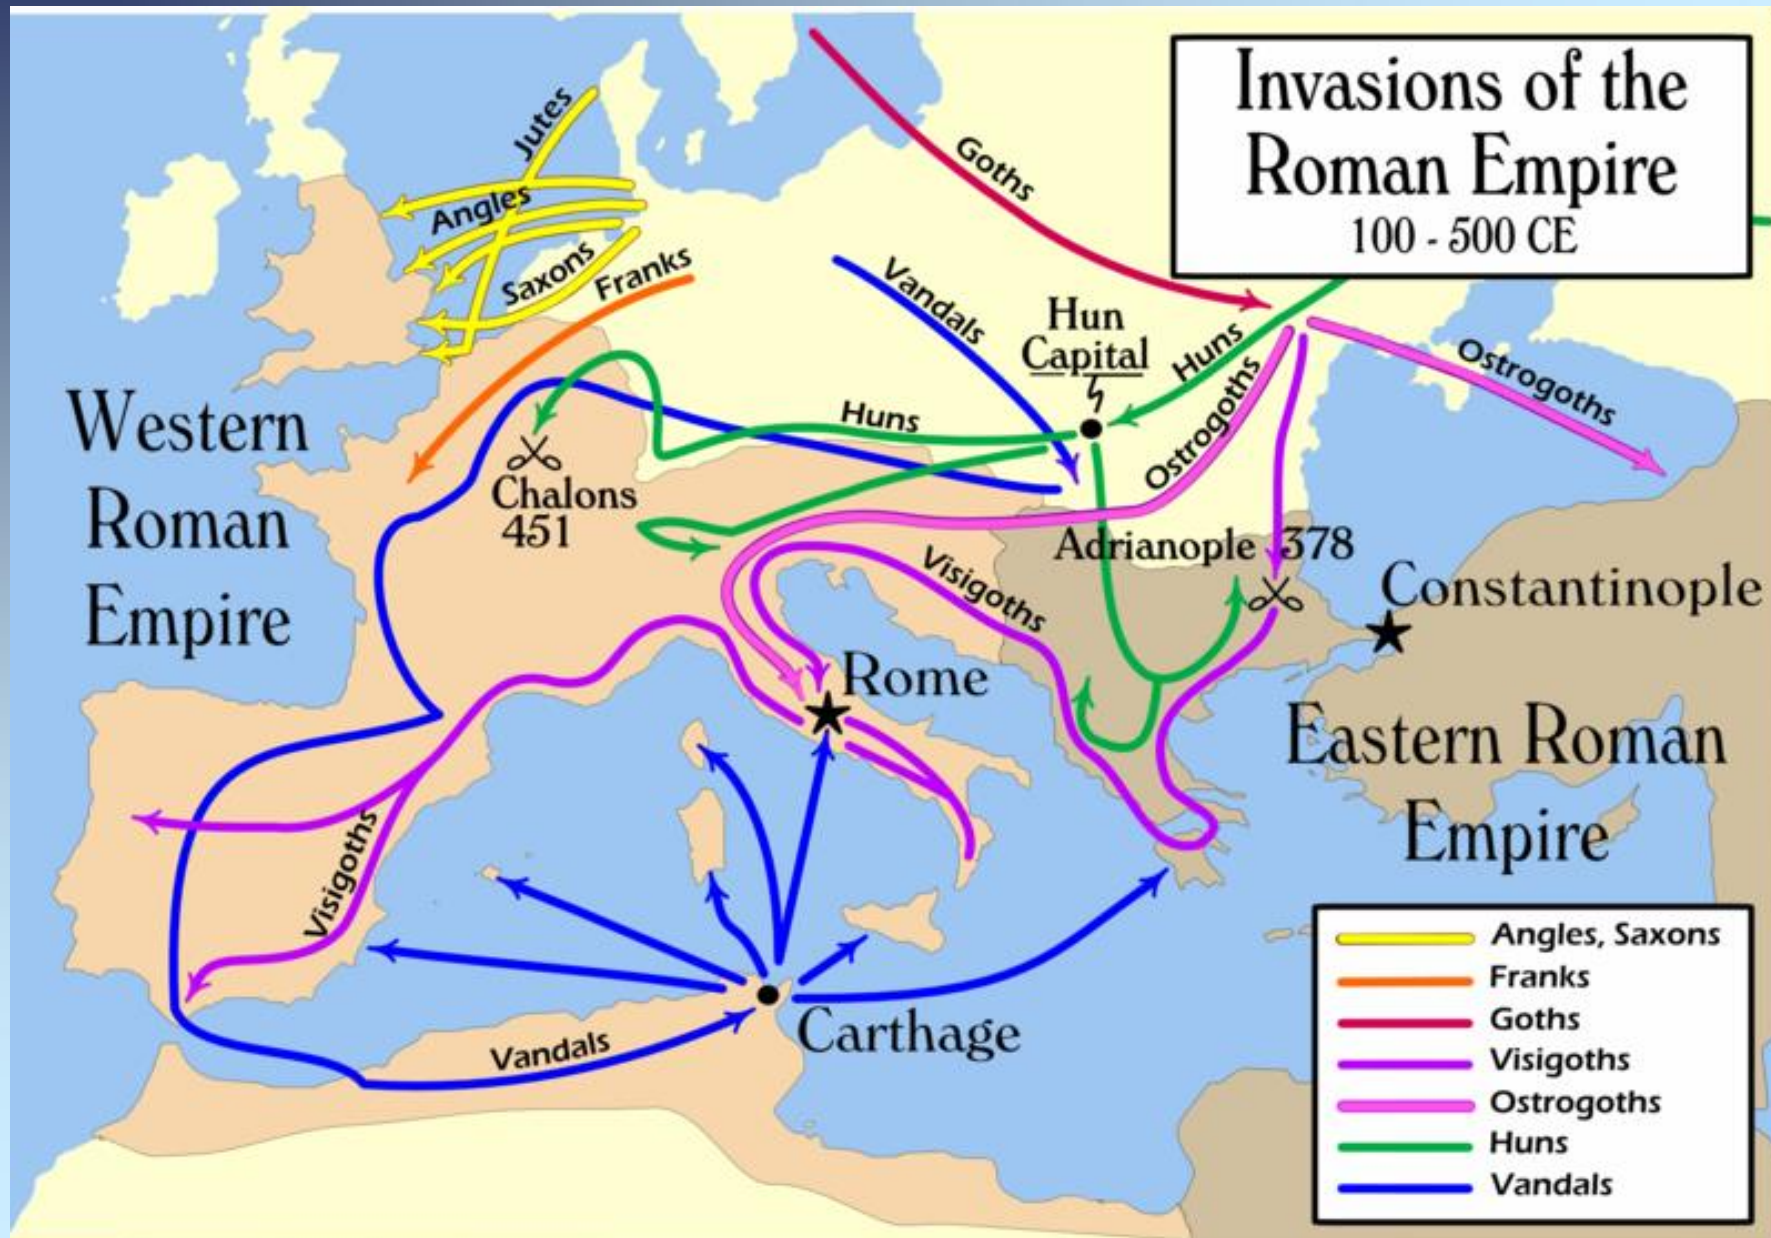 Invasions of the
Roman Empire
100 - 500 CE
Jutes
Angles
Saxons
Franks
Goths
Vandals
Hun
Capital
Huns
Ostrogoths
Ostrogoths
Huns
Western
Roman
Empire
Chalons
451
Adrianople 378
Visigoths
Constantinople
Rome
Eastern Roman
Empire
Visigoths
Carthage
Vandals
Angles, Saxons
Franks
Goths
Visigoths
Ostrogoths
Huns
Vandals